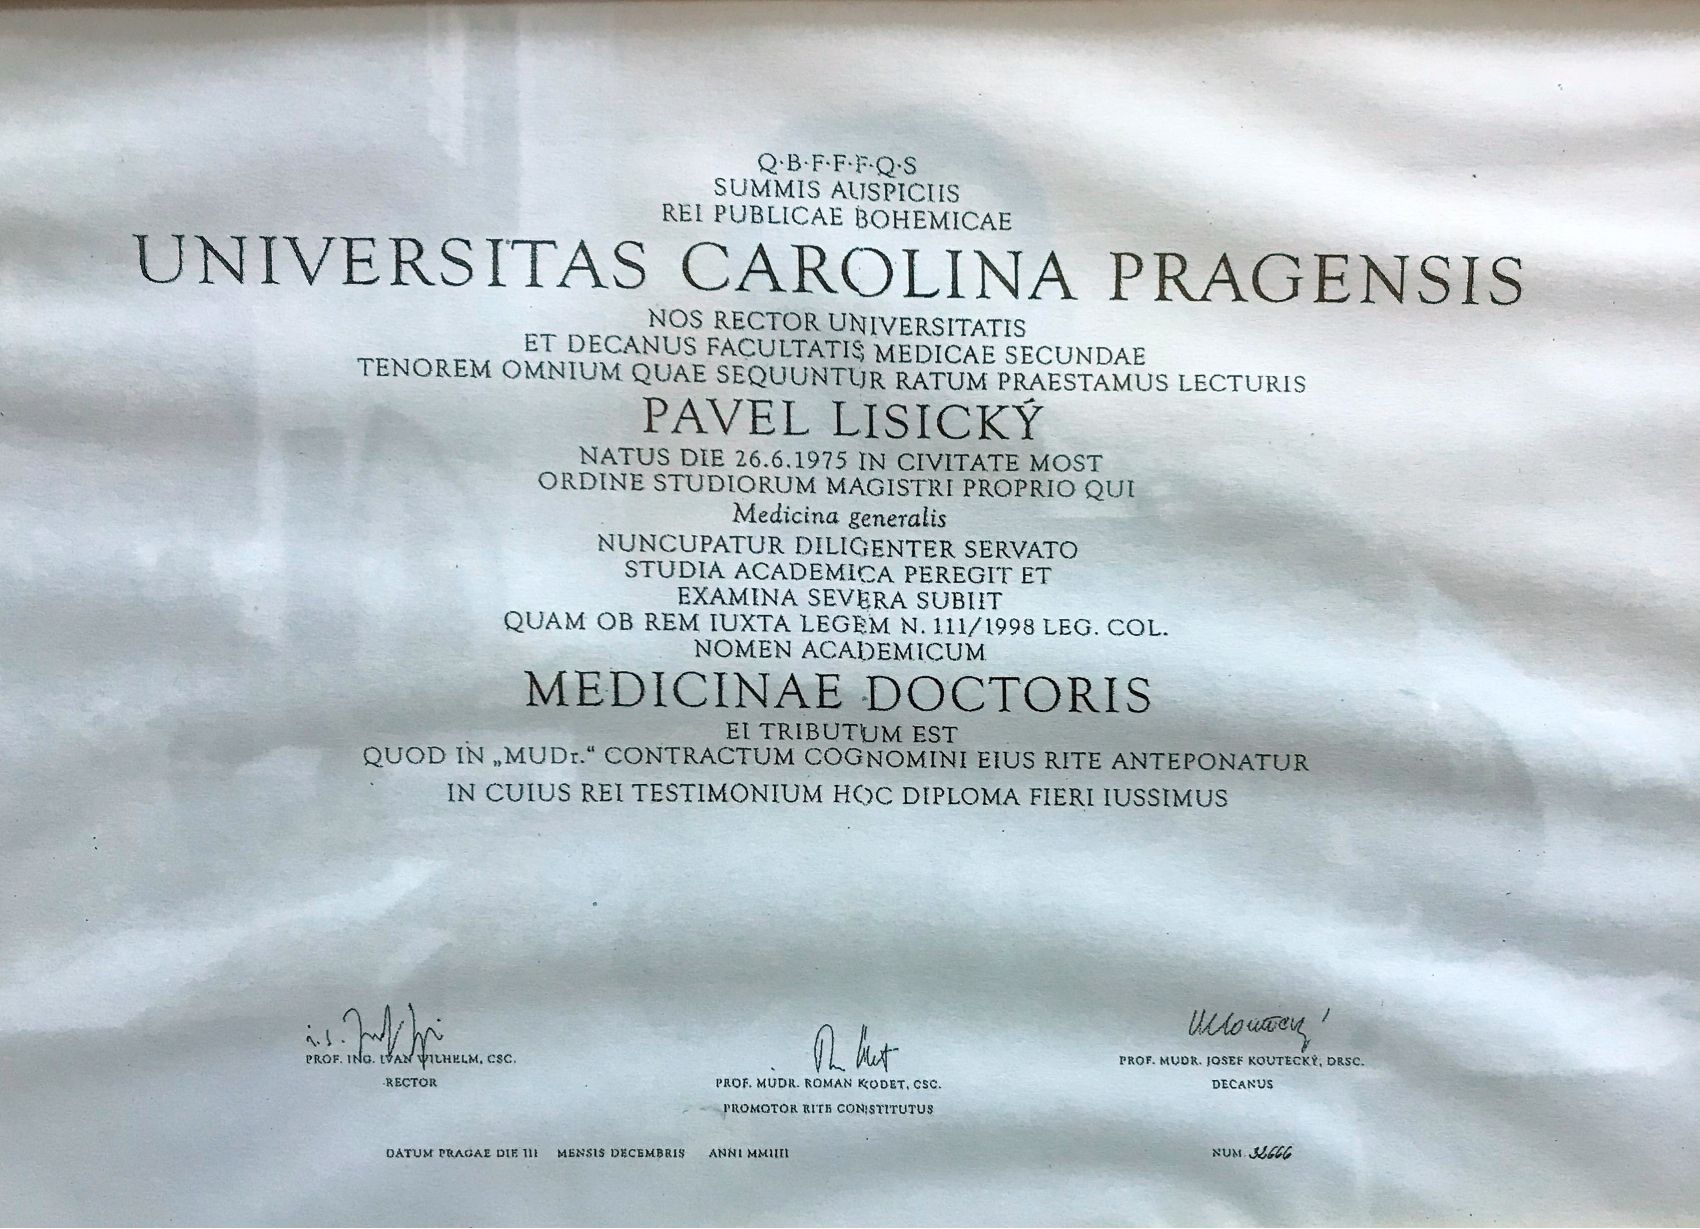 Q·B·F·F·F·Q·S
SUMMIS AUSPICIIS
REI PUBLICAE BOHEMICAE
UNIVERSITAS CAROLINA PRAGENSIS
NOS RECTOR UNIVERSITATIS
ET DECANUS FACULTATIS MEDICAE SECUNDAE
TENOREM OMNIUM QUAE SEQUUNTUR RATUM PRAESTAMUS LECTURIS
PAVEL LISICKÝ
NATUS DIE 26.6.1975 IN CIVITATE MOST
ORDINE STUDIORUM MAGISTRI PROPRIO QUI
Medicina generalis
NUNCUPATUR DILIGENTER SERVATO
STUDIA ACADEMICA PEREGIT ET
EXAMINA SEVERA SUBIIT
QUAM OB REM IUXTA LEGEM N. 111/1998 LEG. COL.
NOMEN ACADEMICUM
MEDICINAE DOCTORIS
EI TRIBUTUM EST
QUOD IN „MUDr.“ CONTRACTUM COGNOMINI EIUS RITE ANTEPONATUR
IN CUIUS REI TESTIMONIUM HOC DIPLOMA FIERI IUSSIMUS
PROF. ING. IVAN WILHELM, CSC.
RECTOR
PROF. MUDR. ROMAN KODET, CSC.
PROMOTOR RITE CONSTITUTUS
PROF. MUDR. JOSEF KOUTECKÝ, DRSC.
DECANUS
DATUM PRAGAE DIE III MENSIS DECEMBRIS ANNI MMIIII
NUM. 32666